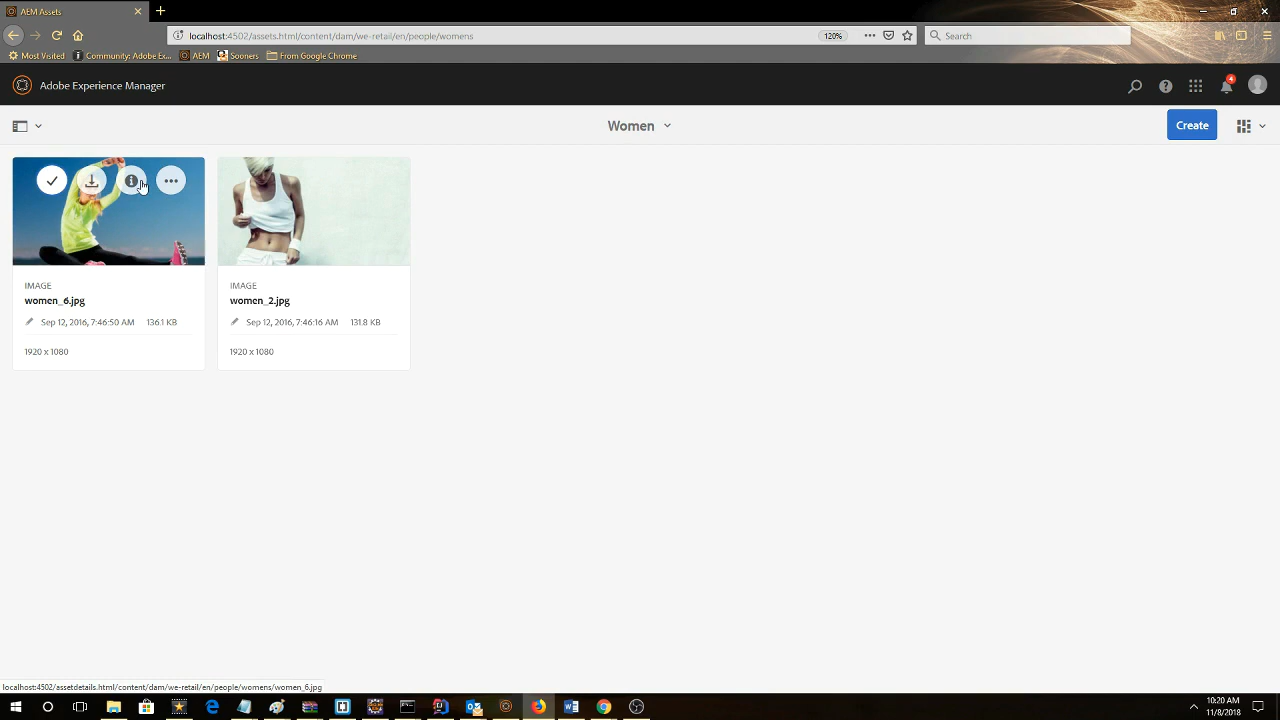 AEM Assets
localhost:4502/assets.html/content/dam/we-retail/en/people/womens
120%
Search
Most Visited
Community: Adobe Ex...
AEM
Sooners
From Google Chrome
Adobe Experience Manager
4
Women
Create
IMAGE
women_6.jpg
Sep 12, 2016, 7:46:50 AM 136.1 KB
1920 x 1080
IMAGE
women_2.jpg
Sep 12, 2016, 7:46:16 AM 131.8 KB
1920 x 1080
localhost:4502/assetdetails.html/content/dam/we-retail/en/people/womens/women_6.jpg
10:20 AM
11/8/2018